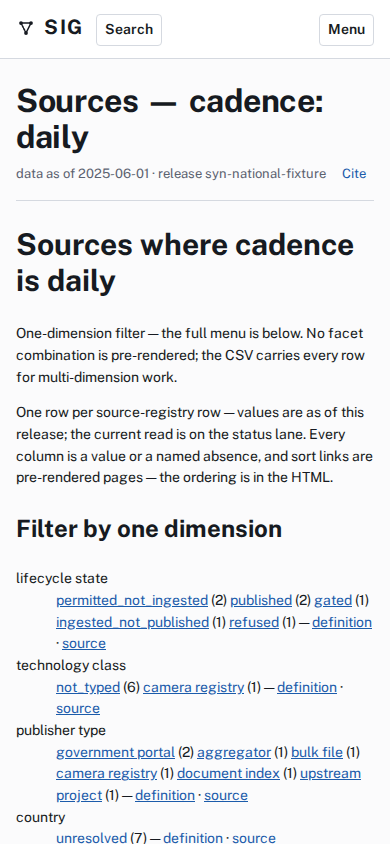 SIG
Search
Menu
Sources — cadence:
daily
data as of 2025-06-01 · release syn-national-fixture Cite
Sources where cadence
is daily
One-dimension filter — the full menu is below. No facet
combination is pre-rendered; the CSV carries every row
for multi-dimension work.
One row per source-registry row — values are as of this
release; the current read is on the status lane. Every
column is a value or a named absence, and sort links are
pre-rendered pages — the ordering is in the HTML.
Filter by one dimension
lifecycle state
permitted_not_ingested (2) published (2) gated (1)
ingested_not_published (1) refused (1) — definition
· source
technology class
not_typed (6) camera registry (1) — definition ·
source
publisher type
government portal (2) aggregator (1) bulk file (1)
camera registry (1) document index (1) upstream
project (1) — definition · source
country
unresolved (7) — definition · source